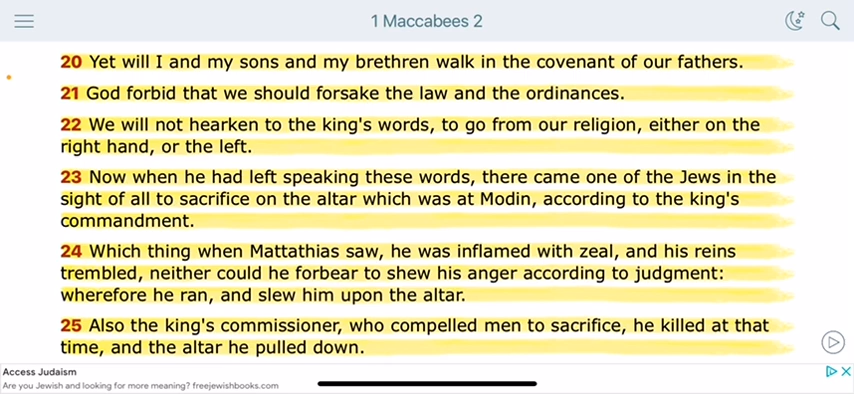 1 Maccabees 2
20 Yet will I and my sons and my brethren walk in the covenant of our fathers.
21 God forbid that we should forsake the law and the ordinances.
22 We will not hearken to the king's words, to go from our religion, either on the
right hand, or the left.
23 Now when he had left speaking these words, there came one of the Jews in the
sight of all to sacrifice on the altar which was at Modin, according to the king's
commandment.
24 Which thing when Mattathias saw, he was inflamed with zeal, and his reins
trembled, neither could he forbear to shew his anger according to judgment:
wherefore he ran, and slew him upon the altar.
25 Also the king's commissioner, who compelled men to sacrifice, he killed at that
time, and the altar he pulled down.
Access Judaism
Are you Jewish and looking for more meaning? freejewishbooks.com